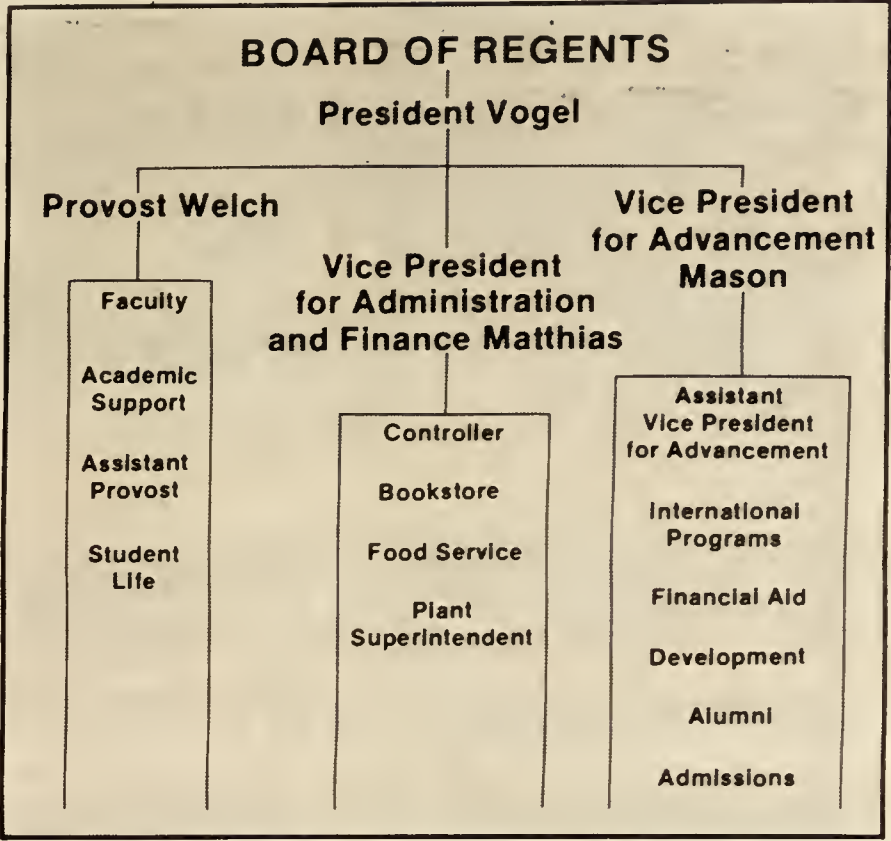 BOARD OF REGENTS
President Vogel
Provost Welch
Faculty
Academic
Support
Assistant
Provost
Student
Life
Vice President
for Administration
and Finance Matthias
Controller
Bookstore
Food Service
Plant
Superintendent
Vice President
for Advancement
Mason
Assistant
Vice President
for Advancement
International
Programs
Financial Aid
Development
Alumni
Admissions